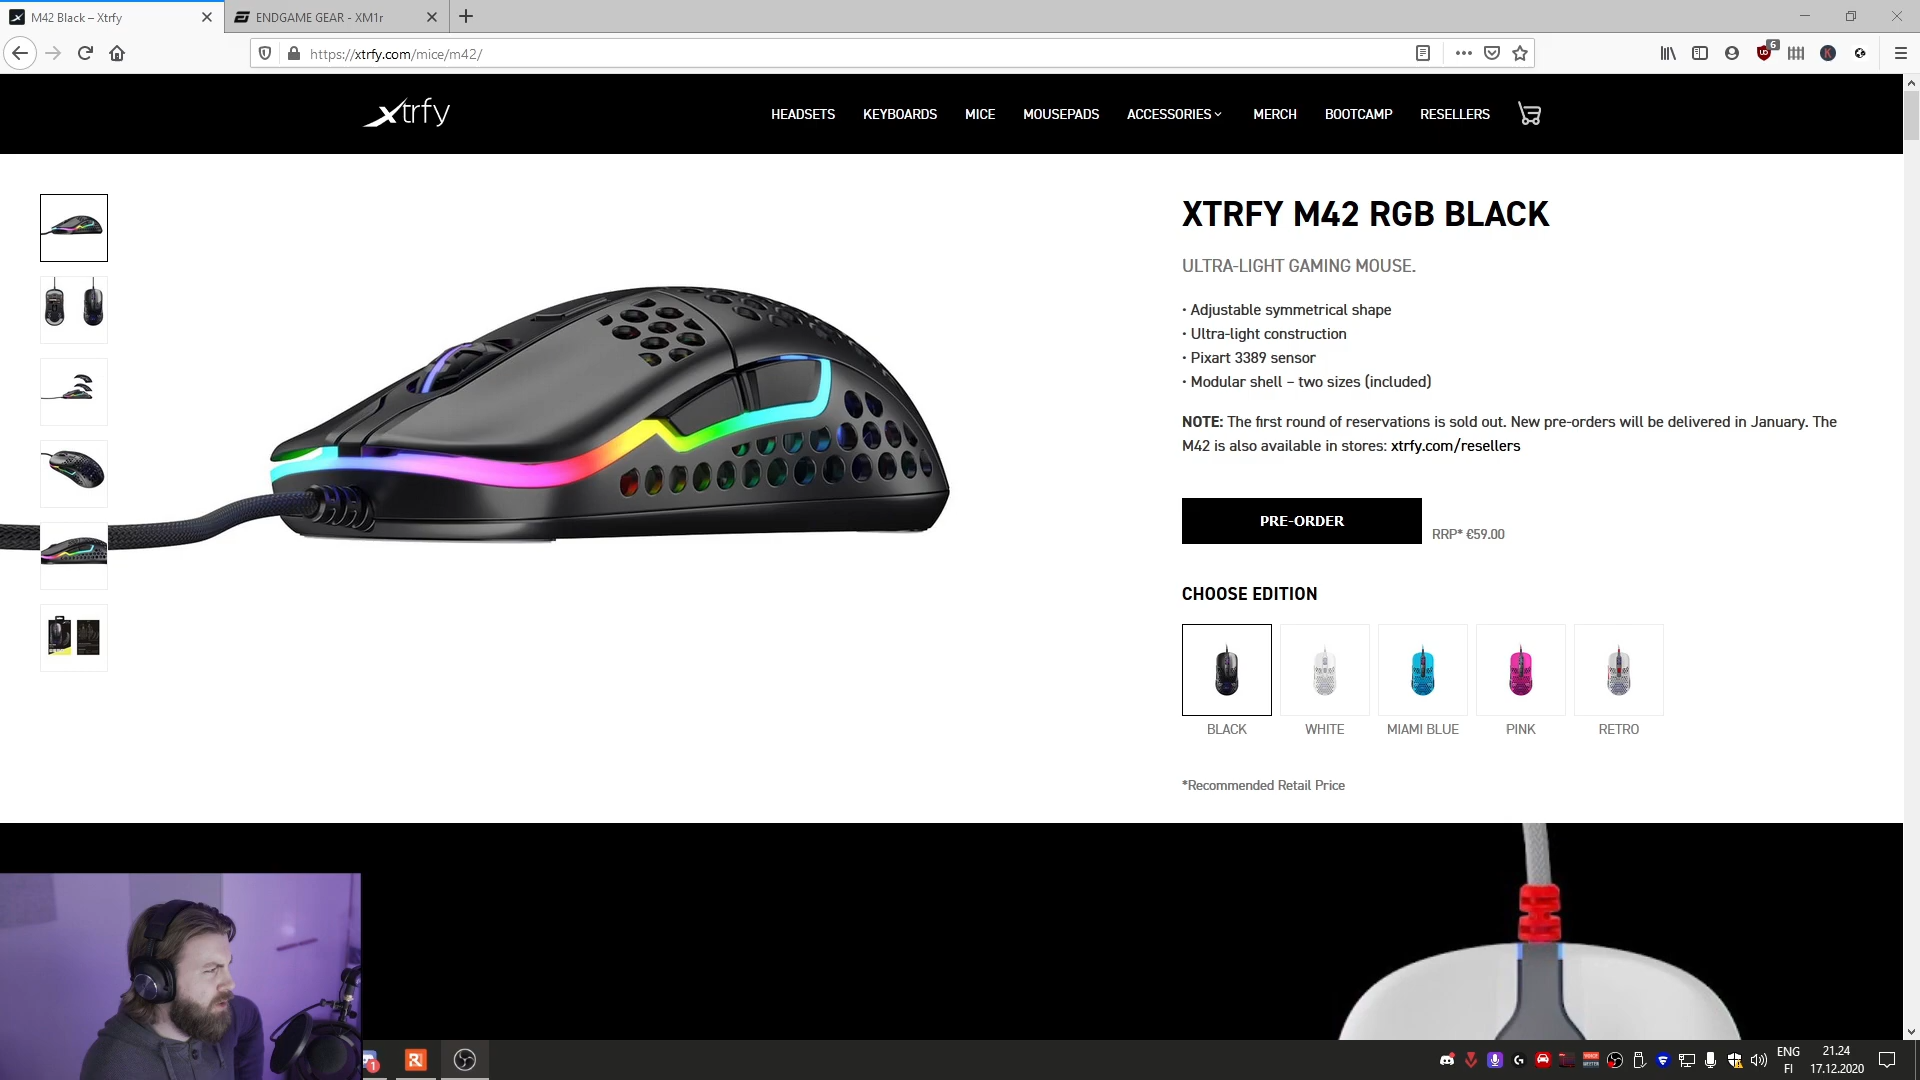 M42 Black – Xtrfy
ENDGAME GEAR - XM1r
https://xtrfy.com/mice/m42/
6
K
xtrfy
HEADSETS KEYBOARDS MICE MOUSEPADS ACCESSORIES MERCH BOOTCAMP RESELLERS
XTRFY M42 RGB BLACK
ULTRA-LIGHT GAMING MOUSE.
· Adjustable symmetrical shape
· Ultra-light construction
· Pixart 3389 sensor
· Modular shell – two sizes (included)
NOTE: The first round of reservations is sold out. New pre-orders will be delivered in January. The
M42 is also available in stores: xtrfy.com/resellers
PRE-ORDER
RRP* €59.00
CHOOSE EDITION
BLACK WHITE MIAMI BLUE PINK RETRO
*Recommended Retail Price
1
ENG
FI
21.24
17.12.2020